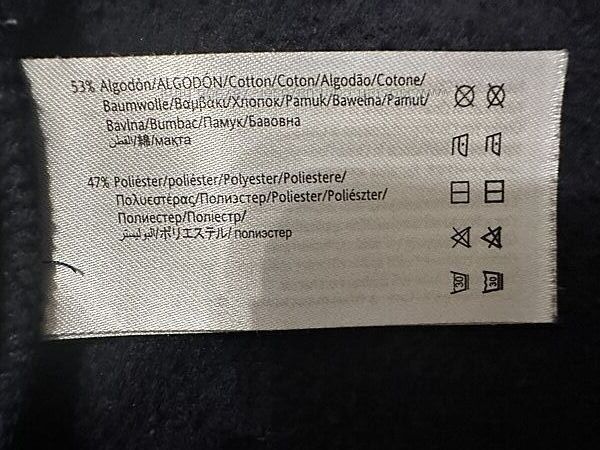 53% Algodón/ALGODÓN/Cotton/Coton/Algodão/Cotone/
Baumwolle/Βαμβάκι/Хлопок/Pamuk/Bawełna/Pamut/
Bavlna/Bumbac/Памук/Бавовна
القطن/綿/мақта
47% Poliéster/poliéster/Polyester/Poliestere/
Πολυεστέρας/Полиэстер/Poliester/Poliészter/
Полиестер/Поліестр/
البوليستر/ポリエステル/полиэстер
30 30